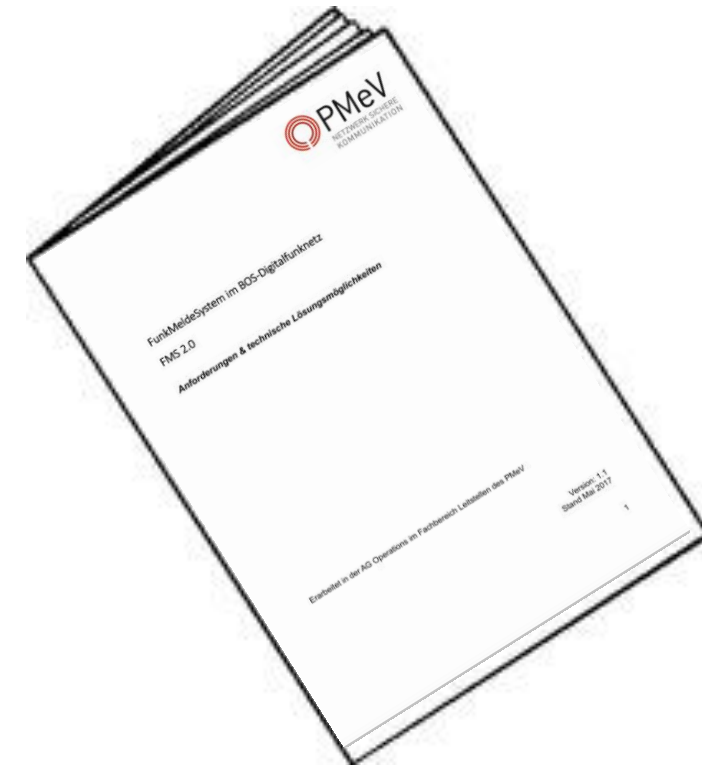 PMeV
NETZWERK SICHERE
KOMMUNIKATION
FunkMeldeSystem im BOS-Digitalfunknetz
FMS 2.0
Anforderungen & technische Lösungsmöglichkeiten
Erarbeitet in der AG Operations im Fachbereich Leitstellen des PMeV
Version: 1.1
Stand Mai 2017
1